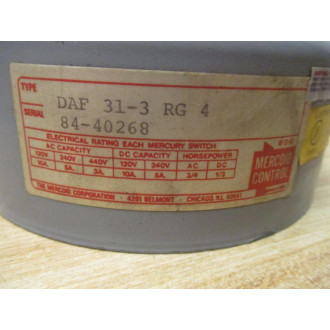 TYPE
DAF 31-3 RG 4
SERIAL
84-40268
ELECTRICAL RATING EACH MERCURY SWITCH
AC CAPACITY DC CAPACITY HORSEPOWER
120V 240V 440V 120V 240V AC DC
10A. 5A. 3A. 10A. 5A. 3/4 1/2
THE MERCOID CORPORATION - 4201 BELMONT - CHICAGO, ILL. 60641
MERCOID
CONTROL